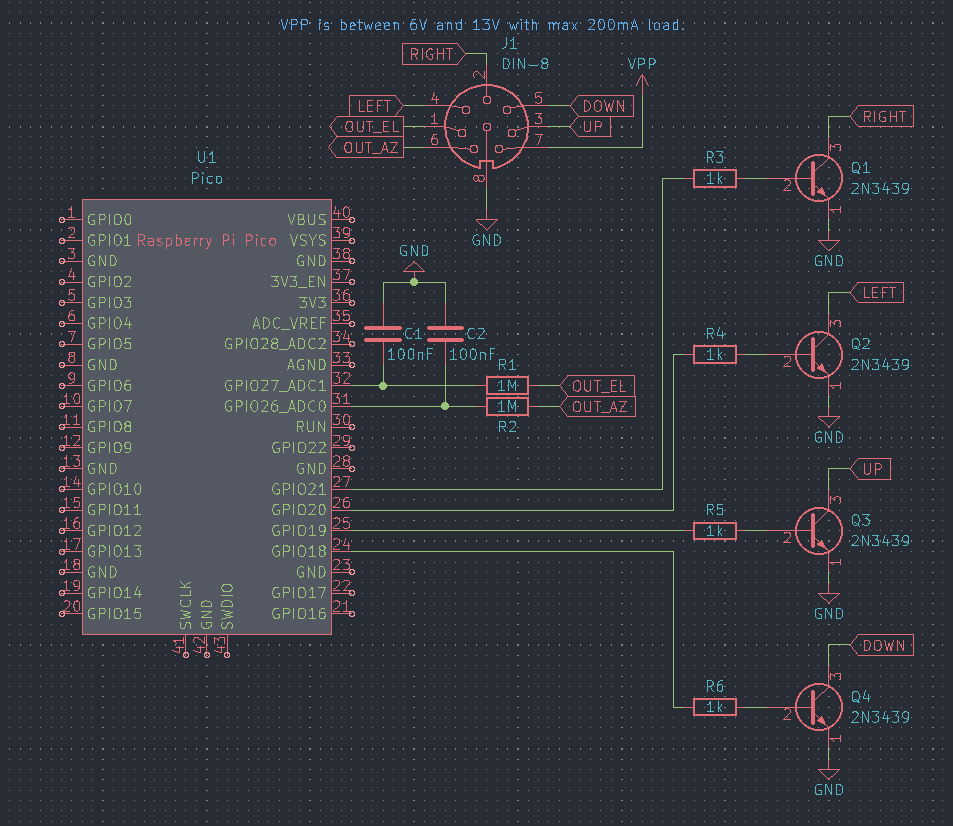 VPP is between 6V and 13V with max 200mA load.
J1
DIN-8
RIGHT
2
VPP
LEFT
4
5
DOWN
OUT_EL
1
3
UP
OUT_AZ
6
7
8
GND
U1
Pico
Raspberry Pi Pico
1 GPIO0
VBUS 40
2 GPIO1
VSYS 39
3 GND
GND 38
4 GPIO2
3V3_EN 37
5 GPIO3
3V3 36
6 GPIO4
ADC_VREF 35
7 GPIO5
GPIO28_ADC2 34
8 GND
AGND 33
9 GPIO6
GPIO27_ADC1 32
10 GPIO7
GPIO26_ADC0 31
11 GPIO8
RUN 30
12 GPIO9
GPIO22 29
13 GND
GND 28
14 GPIO10
GPIO21 27
15 GPIO11
GPIO20 26
16 GPIO12
GPIO19 25
17 GPIO13
GPIO18 24
18 GND
GND 23
19 GPIO14
GPIO17 22
20 GPIO15
GPIO16 21
SWCLK
GND
SWDIO
41
42
43
GND
C1
100nF
C2
100nF
R1
1M
OUT_EL
1M
OUT_AZ
R2
R3
1k
RIGHT
3
Q1
2N3439
2
1
GND
R4
1k
LEFT
3
Q2
2N3439
2
1
GND
R5
1k
UP
3
Q3
2N3439
2
1
GND
R6
1k
DOWN
3
Q4
2N3439
2
1
GND